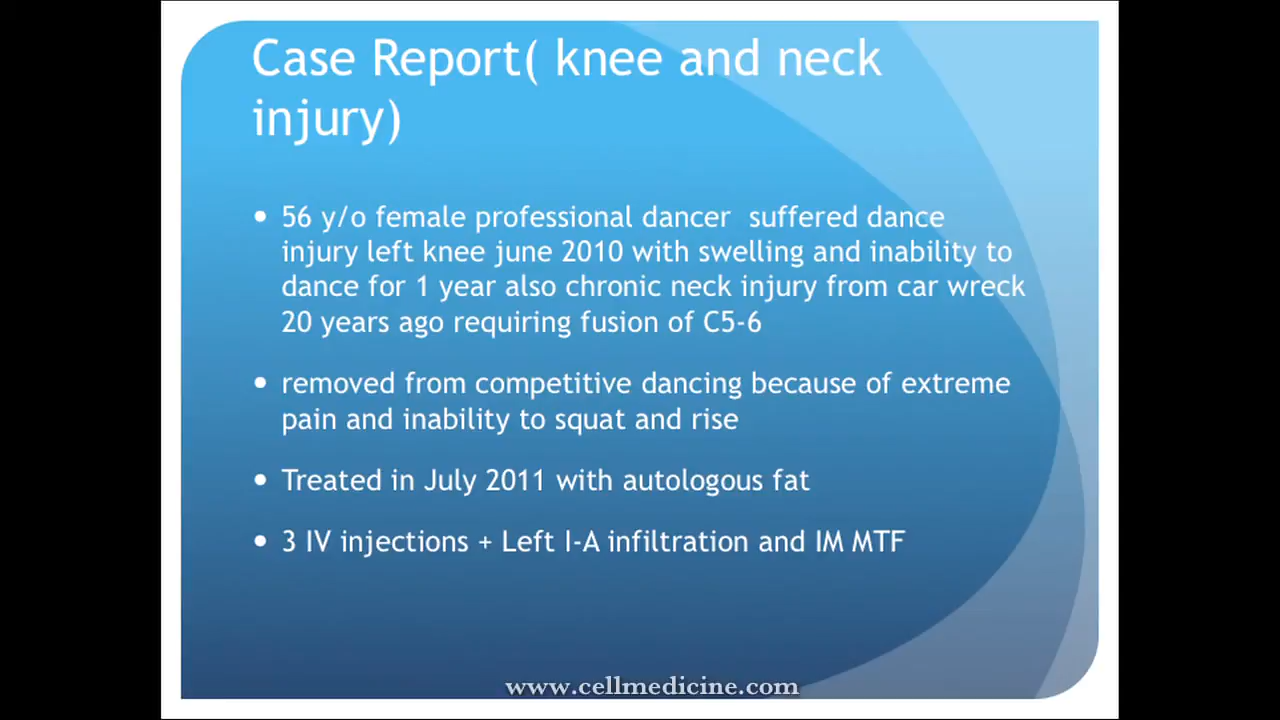 Case Report( knee and neck
injury)
• 56 y/o female professional dancer  suffered dance
injury left knee june 2010 with swelling and inability to
dance for 1 year also chronic neck injury from car wreck
20 years ago requiring fusion of C5-6
• removed from competitive dancing because of extreme
pain and inability to squat and rise
• Treated in July 2011 with autologous fat
• 3 IV injections + Left I-A infiltration and IM MTF
www.cellmedicine.com